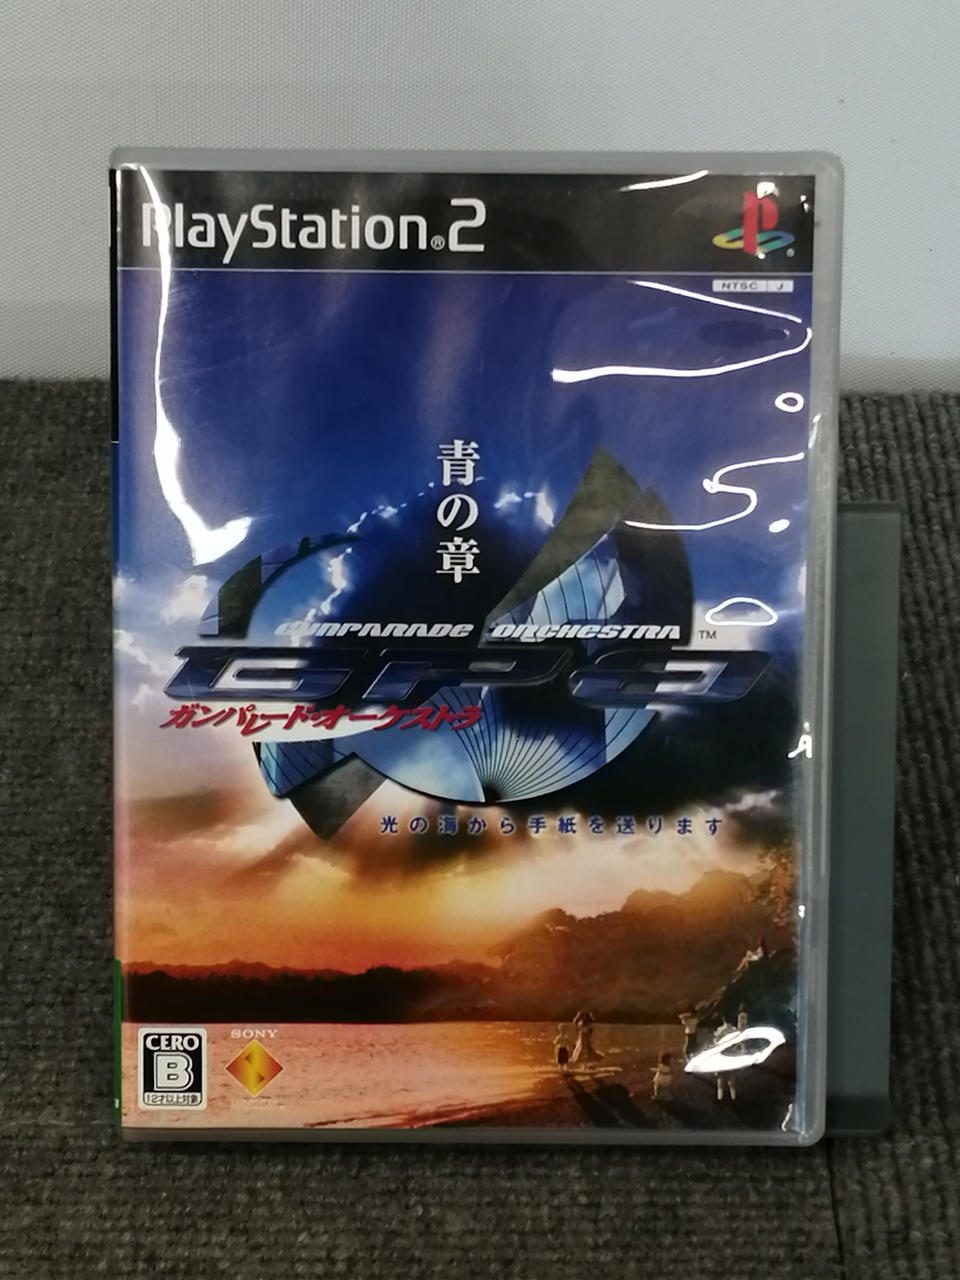 PlayStation®2
NTSC J
青の章
GUNPARADE ORCHESTRA™
GPO
ガンパレード・オーケストラ
光の海から手紙を送ります
CERO
B
12才以上対象
SONY